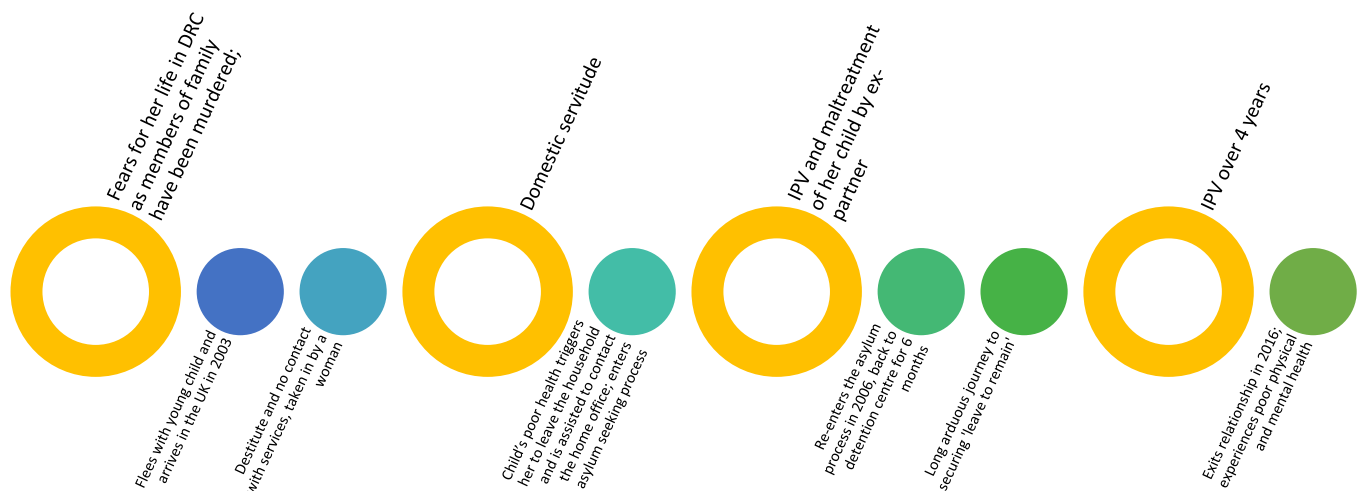 Fears for her life in DRC
as members of family
have been murdered;
Flees with young child and
arrives in the UK in 2003
Destitute and no contact
with services, taken in by a
woman
Domestic servitude
Child's poor health triggers
her to leave the household
and is assisted to contact
the home office; enters
asylum seeking process
IPV and maltreatment
of her child by ex-
partner
Re-enters the asylum
process in 2006, back to
detention centre for 6
months
Long arduous journey to
securing 'leave to remain'
IPV over 4 years
Exits relationship in 2016;
experiences poor physical
and mental health